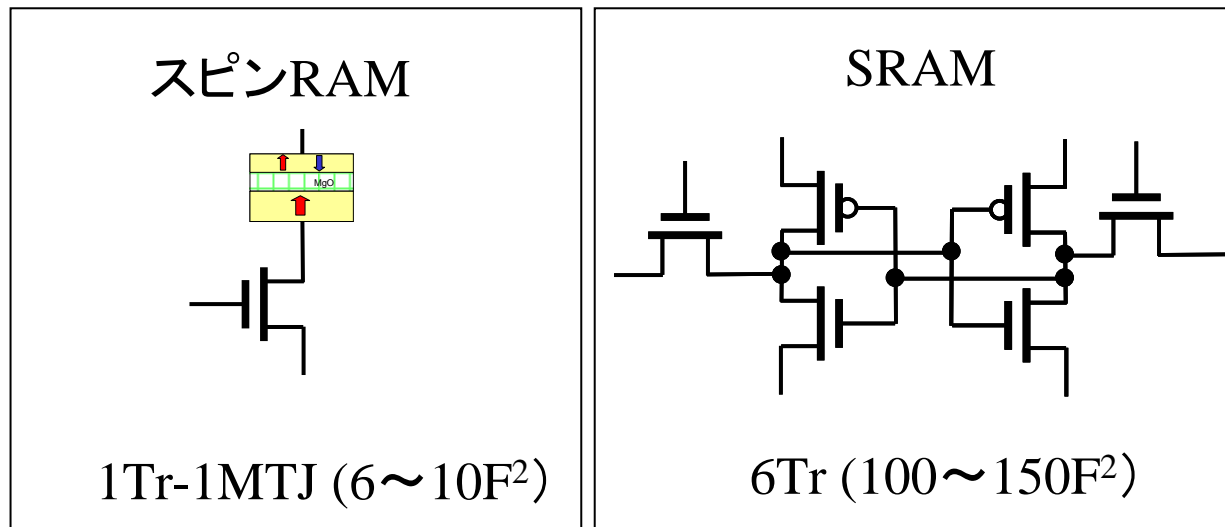 スピンRAM
MgO
1Tr-1MTJ (6～10F²)
SRAM
6Tr (100～150F²)